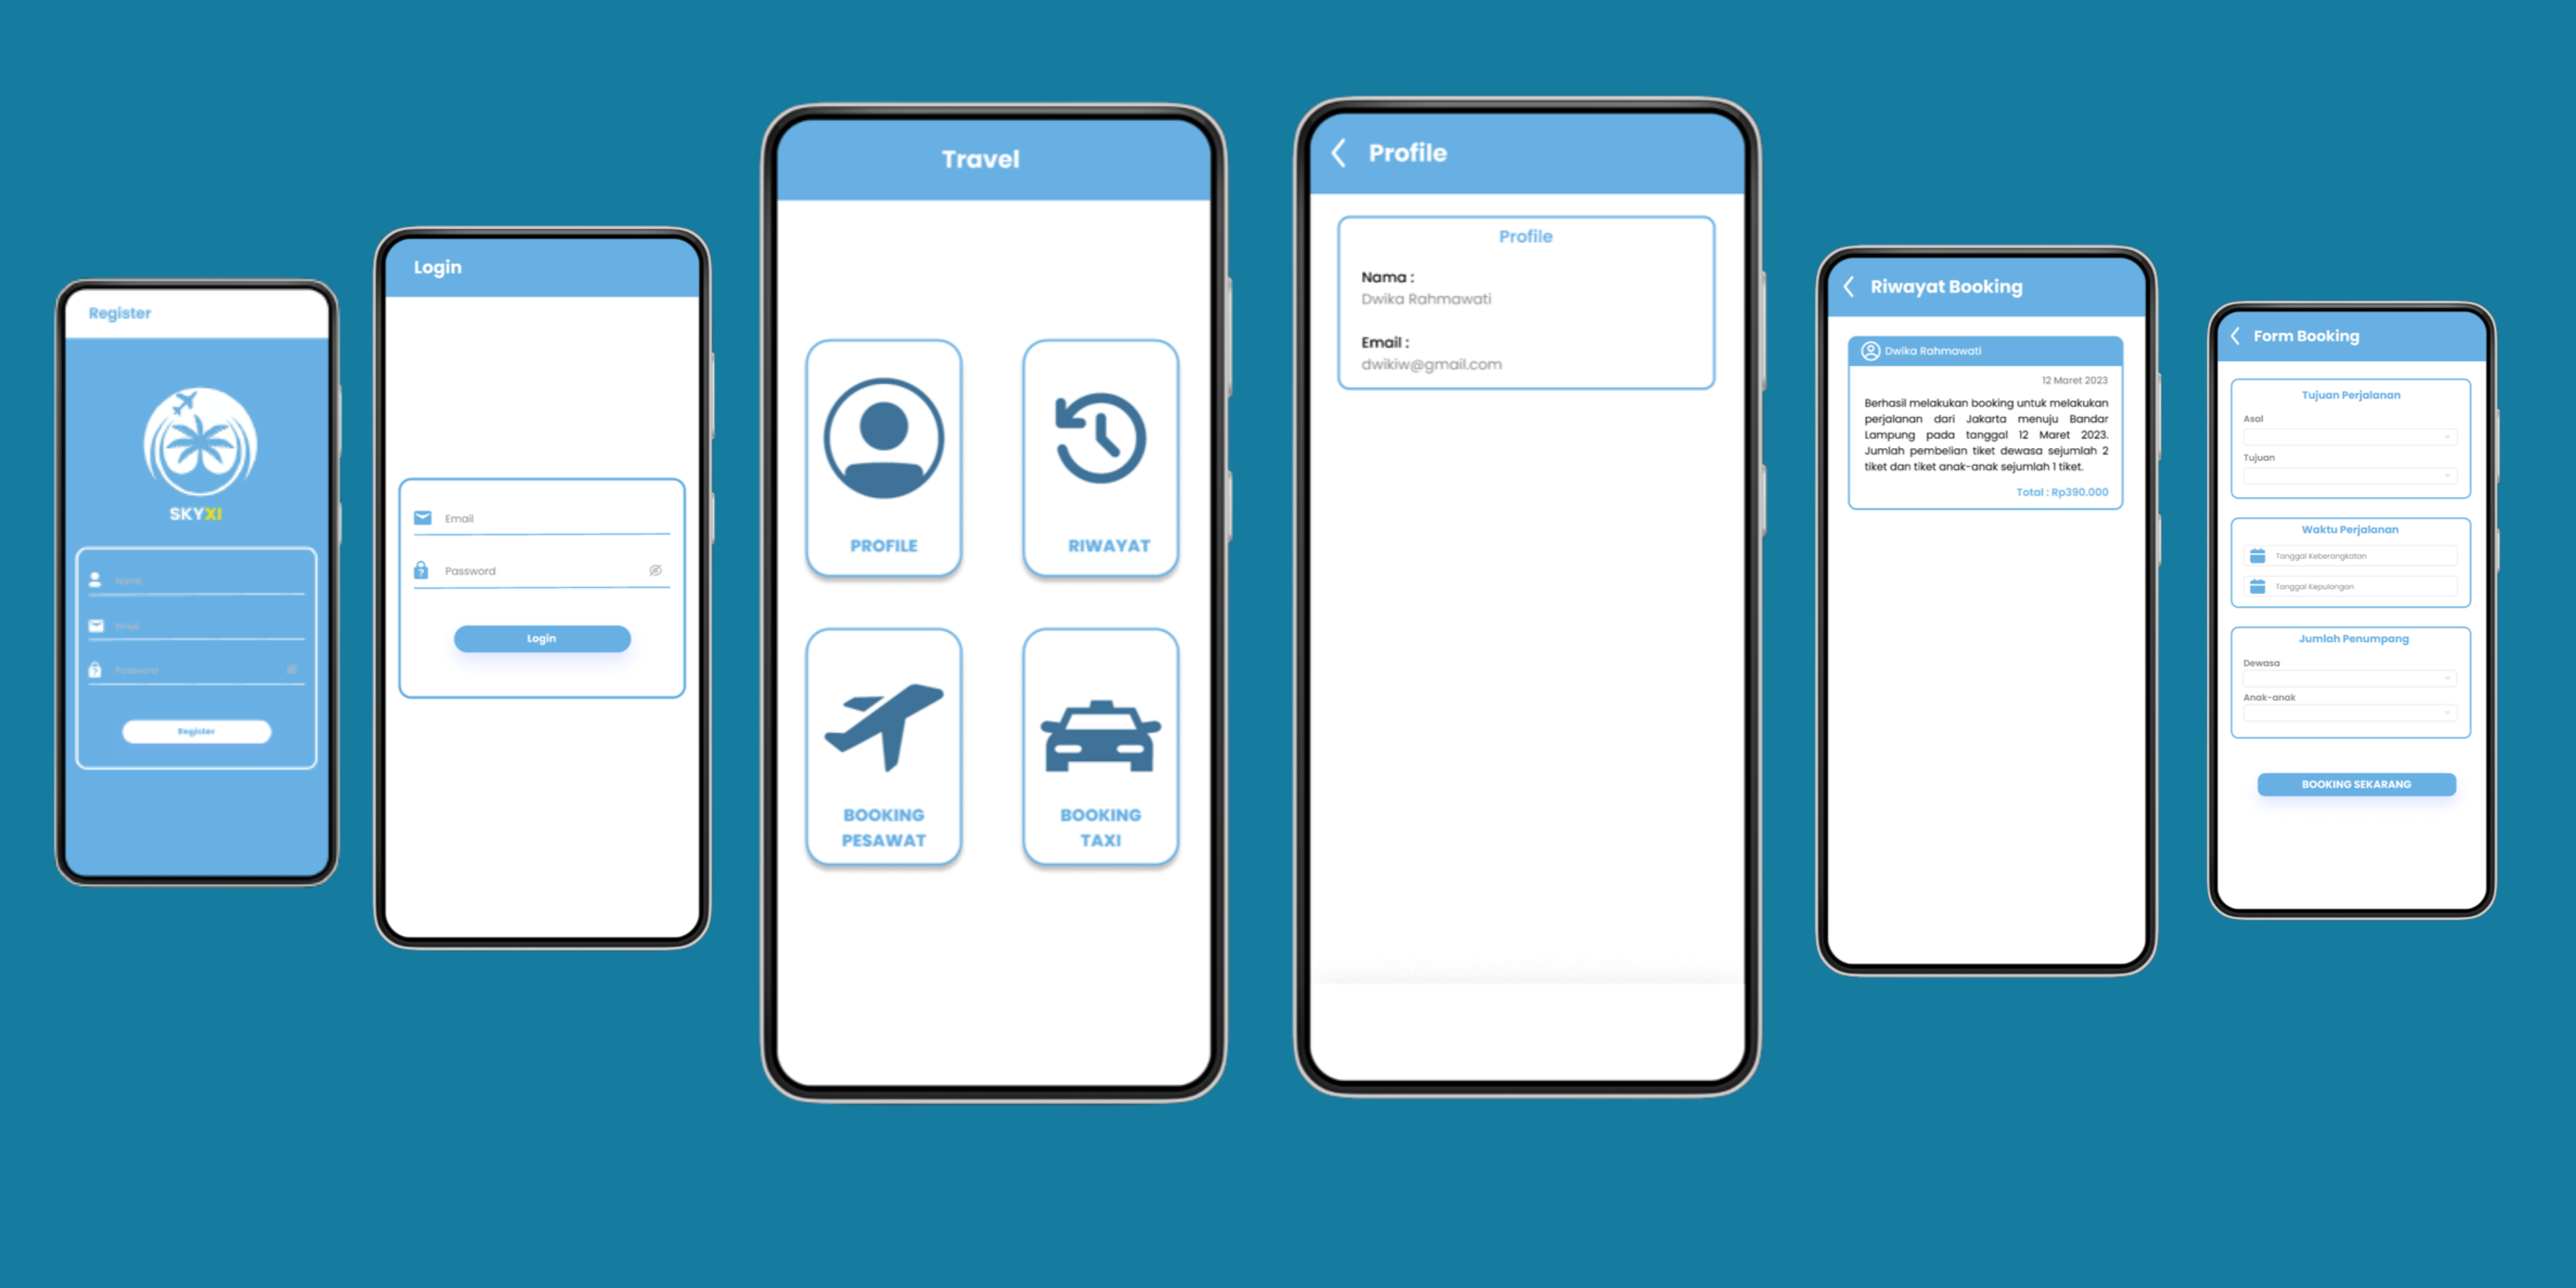 Register
SKYXI
Name
Email
Password
Register
Login
Email
Password
Login
Travel
PROFILE
RIWAYAT
BOOKING
PESAWAT
BOOKING
TAXI
Profile
Profile
Nama :
Dwika Rahmawati
Email :
dwikiw@gmail.com
Riwayat Booking
Dwika Rahmawati
12 Maret 2023
Berhasil melakukan booking untuk melakukan
perjalanan dari Jakarta menuju Bandar
Lampung pada tanggal 12 Maret 2023.
Jumlah pembelian tiket dewasa sejumlah 2
tiket dan tiket anak-anak sejumlah 1 tiket.
Total : Rp390.000
Form Booking
Tujuan Perjalanan
Asal
Tujuan
Waktu Perjalanan
Tanggal Keberangkatan
Tanggal Kepulangan
Jumlah Penumpang
Dewasa
Anak-anak
BOOKING SEKARANG